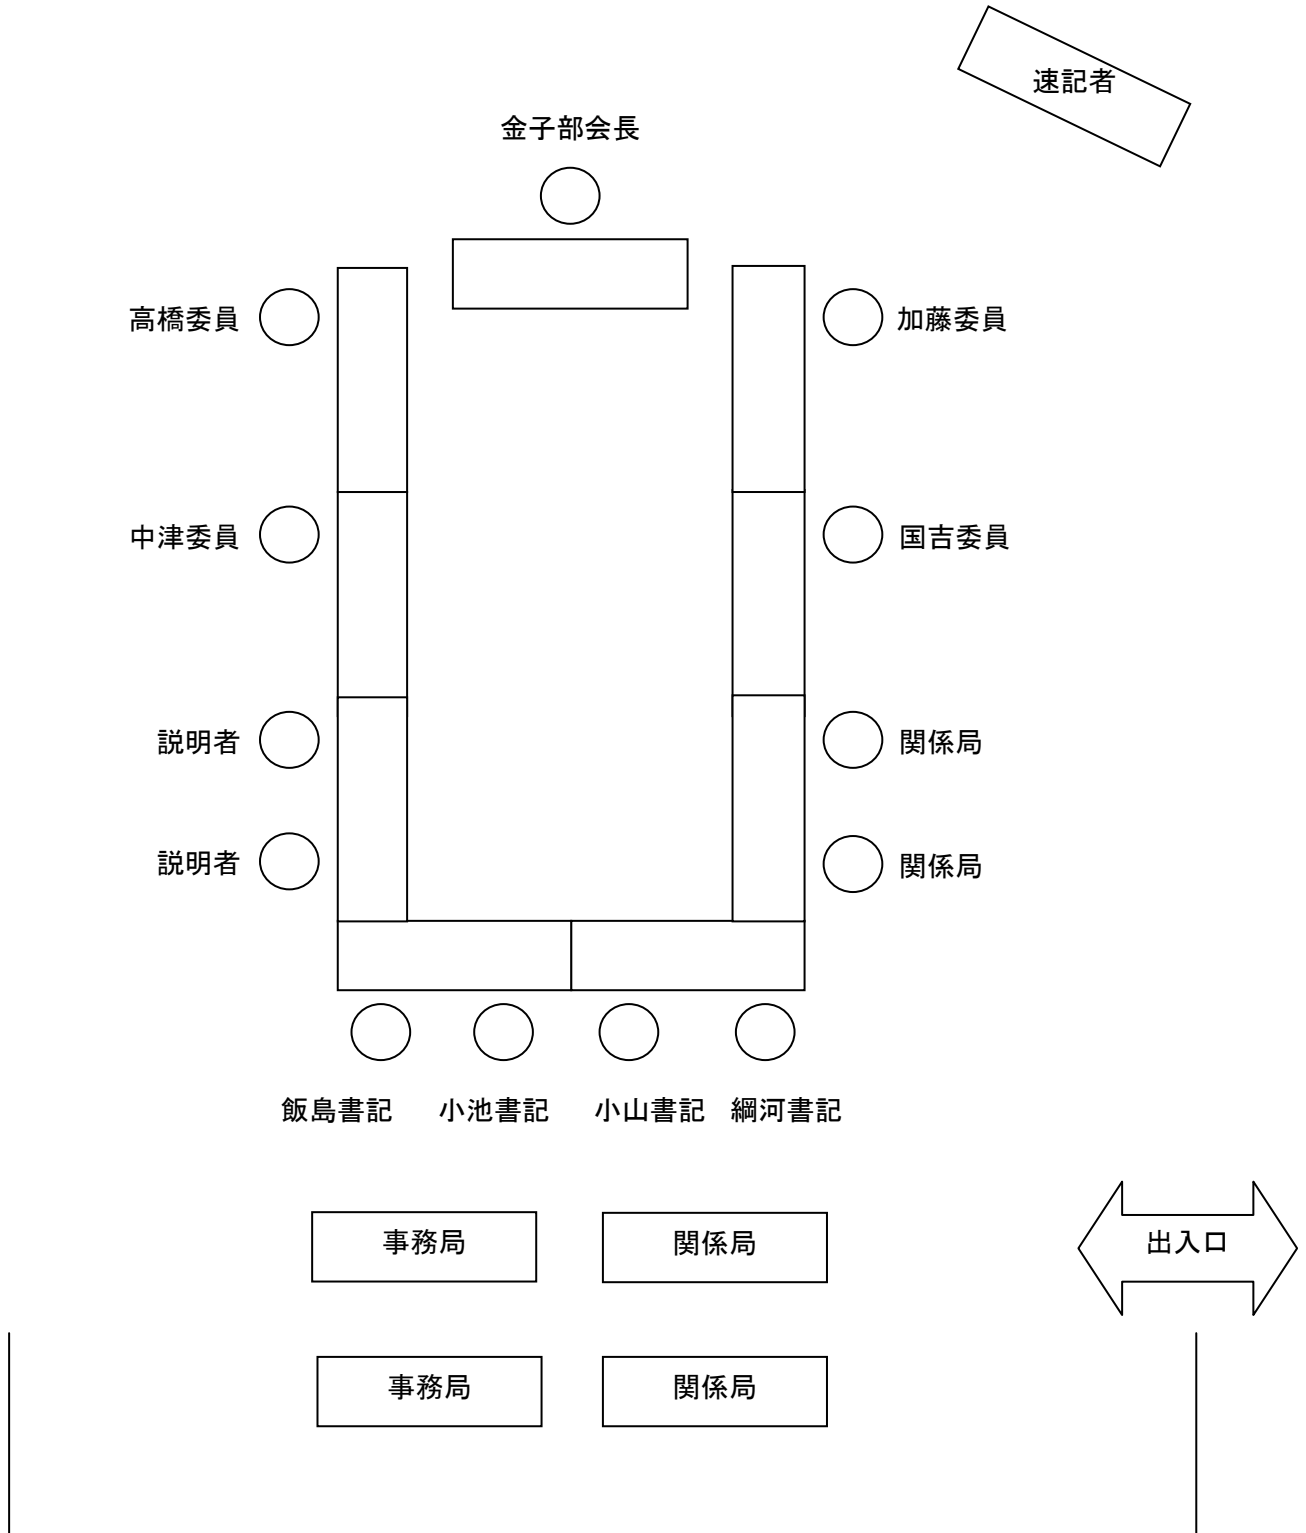 速記者
金子部会長
高橋委員
加藤委員
中津委員
国吉委員
説明者
関係局
説明者
関係局
飯島書記
小池書記
小山書記
綱河書記
事務局
関係局
出入口
事務局
関係局